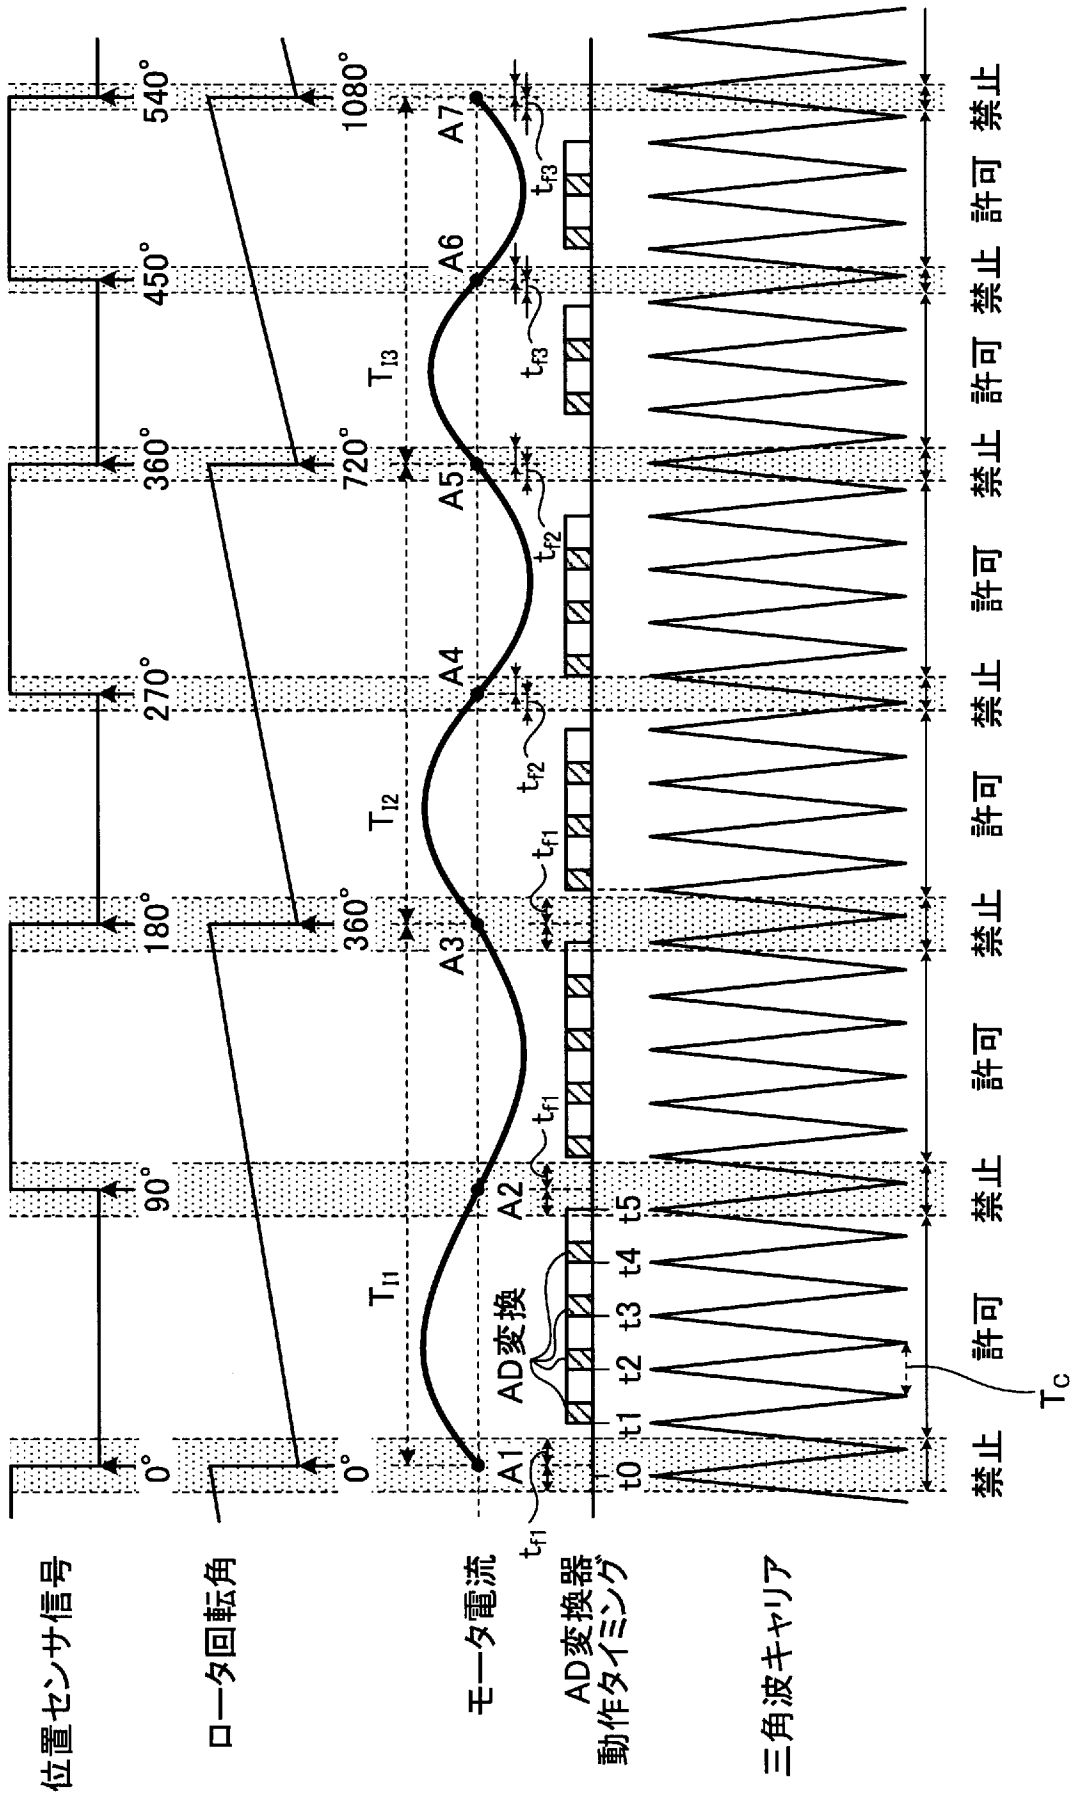 位置センサ信号
0° 90° 180° 270° 360° 450° 540°
ロータ回転角
0° 360° 720° 1080°
T_I1 T_I2 T_I3
モータ電流
A1 A2 A3 A4 A5 A6 A7
t_f1 t_f1 t_f1 t_f2 t_f2 t_f3 t_f3
AD変換
AD変換器
動作タイミング
t0 t1 t2 t3 t4 t5
三角波キャリア
T_C
禁止 許可 禁止 許可 禁止 許可 禁止 許可 禁止 許可 禁止 許可 禁止